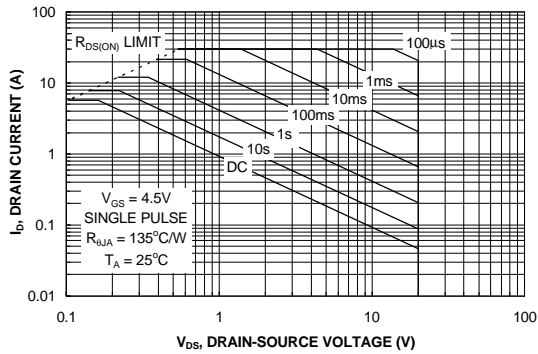 100
R_DS(ON) LIMIT
100µs
1ms
10ms
100ms
1s
10s
DC
10
1
0.1
0.01
V_GS = 4.5V
SINGLE PULSE
R_θJA = 135°C/W
T_A = 25°C
I_D, DRAIN CURRENT (A)
0.1
1
10
100
V_DS, DRAIN-SOURCE VOLTAGE (V)